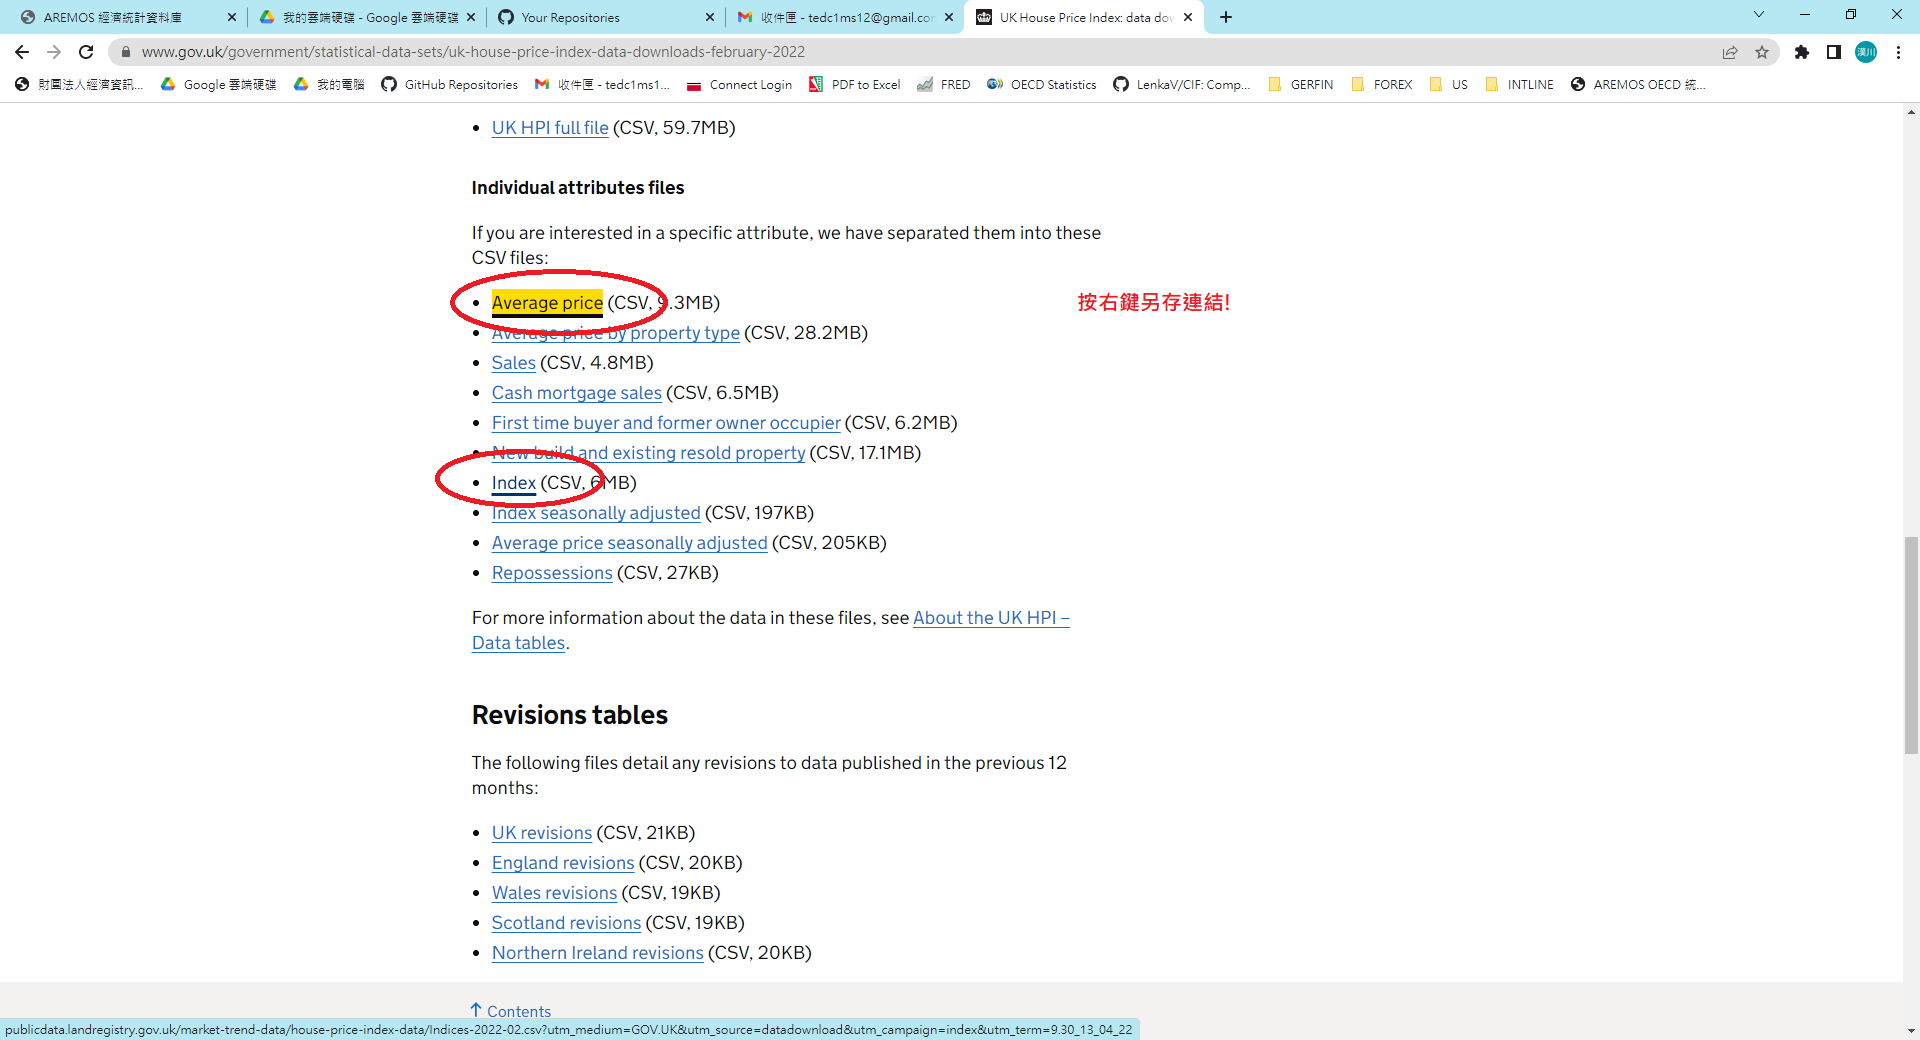 AREMOS 經濟統計資料庫
我的雲端硬碟 - Google 雲端硬碟
Your Repositories
收件匣 - tedc1ms12@gmail.co
UK House Price Index: data do
www.gov.uk/government/statistical-data-sets/uk-house-price-index-data-downloads-february-2022
漢川
財團法人經濟資訊...
Google 雲端硬碟
我的電腦
GitHub Repositories
收件匣 - tedc1ms1...
Connect Login
PDF to Excel
FRED
OECD Statistics
LenkaV/CIF: Comp...
GERFIN
FOREX
US
INTLINE
AREMOS OECD 統...
UK HPI full file (CSV, 59.7MB)
Individual attributes files
If you are interested in a specific attribute, we have separated them into these
CSV files:
Average price (CSV, 9.3MB)
按右鍵另存連結!
Average price by property type (CSV, 28.2MB)
Sales (CSV, 4.8MB)
Cash mortgage sales (CSV, 6.5MB)
First time buyer and former owner occupier (CSV, 6.2MB)
New build and existing resold property (CSV, 17.1MB)
Index (CSV, 6MB)
Index seasonally adjusted (CSV, 197KB)
Average price seasonally adjusted (CSV, 205KB)
Repossessions (CSV, 27KB)
For more information about the data in these files, see About the UK HPI –
Data tables.
Revisions tables
The following files detail any revisions to data published in the previous 12
months:
UK revisions (CSV, 21KB)
England revisions (CSV, 20KB)
Wales revisions (CSV, 19KB)
Scotland revisions (CSV, 19KB)
Northern Ireland revisions (CSV, 20KB)
↑ Contents
publicdata.landregistry.gov.uk/market-trend-data/house-price-index-data/Indices-2022-02.csv?utm_medium=GOV.UK&utm_source=datadownload&utm_campaign=index&utm_term=9.30_13_04_22